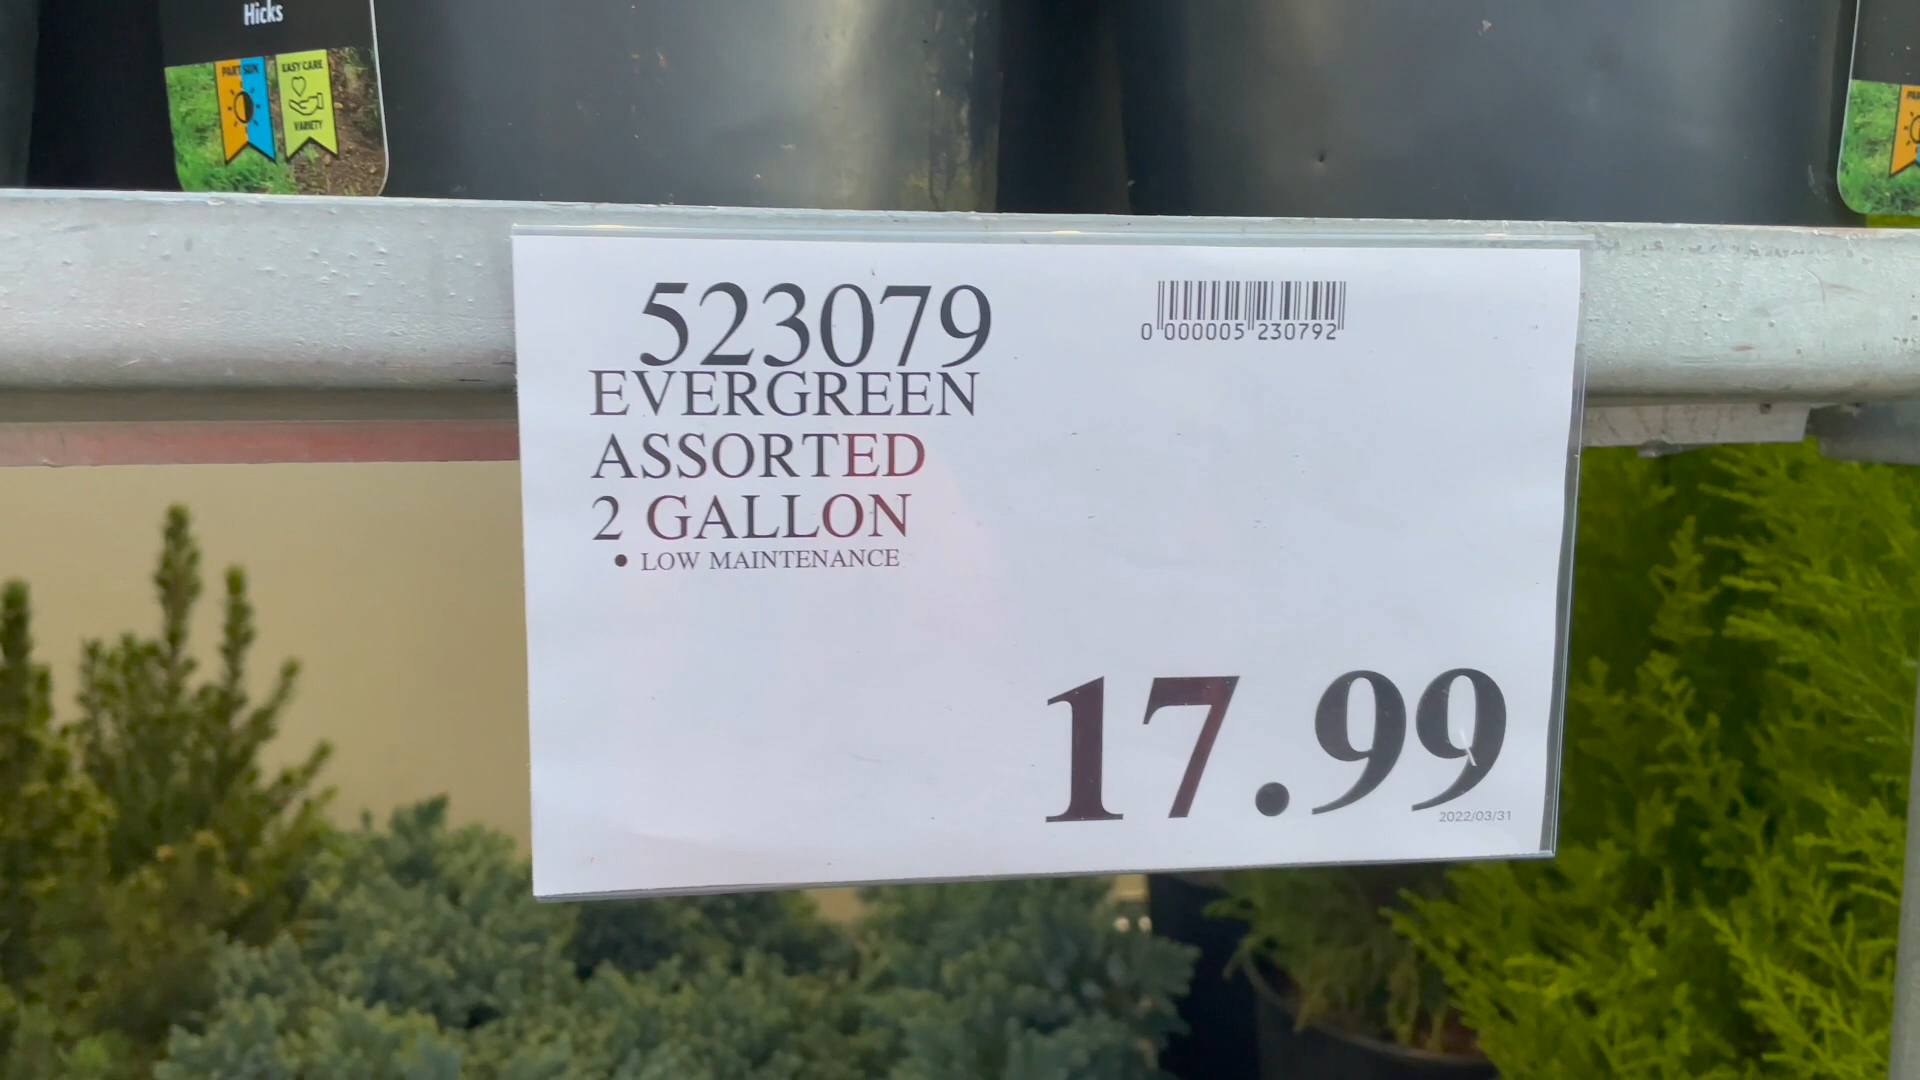 Hicks
PART SUN
EASY CARE
VARIETY
523079
0 000005 230792
EVERGREEN
ASSORTED
2 GALLON
• LOW MAINTENANCE
17.99
2022/03/31